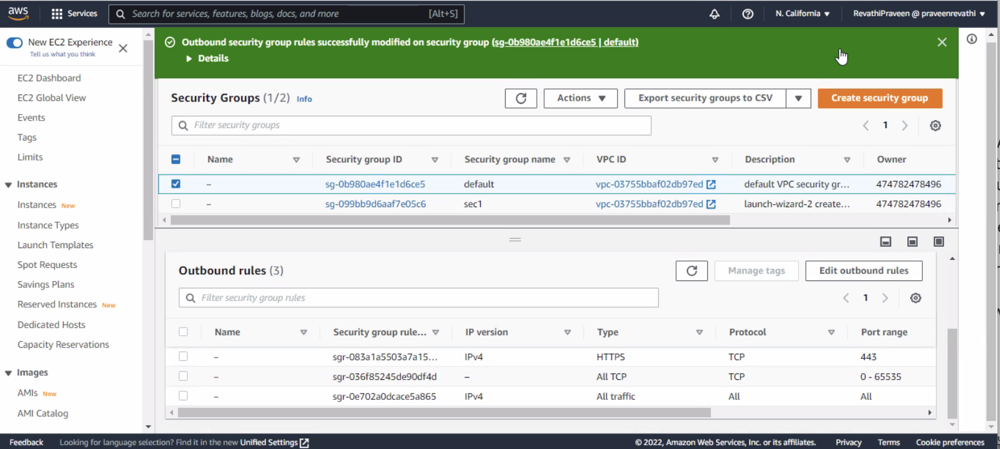 aws Services Search for services, features, blogs, docs, and more [Alt+S] N. California RevathiPraveen @ praveenrevathi
New EC2 Experience
Tell us what you think
EC2 Dashboard
EC2 Global View
Events
Tags
Limits
Instances
Instances New
Instance Types
Launch Templates
Spot Requests
Savings Plans
Reserved Instances New
Dedicated Hosts
Capacity Reservations
Images
AMIs New
AMI Catalog
Outbound security group rules successfully modified on security group (sg-0b980ae4f1e1d6ce5 | default)
Details
Security Groups (1/2) Info Actions Export security groups to CSV Create security group
Filter security groups 1
Name Security group ID Security group name VPC ID Description Owner
– sg-0b980ae4f1e1d6ce5 default vpc-03755bbaf02db97ed default VPC security gr... 474782478496
– sg-099bb9d6aaf7e05c6 sec1 vpc-03755bbaf02db97ed launch-wizard-2 create... 474782478496
Outbound rules (3) Manage tags Edit outbound rules
Filter security group rules 1
Name Security group rule... IP version Type Protocol Port range
– sgr-083a1a5503a7a15... IPv4 HTTPS TCP 443
– sgr-036f85245de90df4d – All TCP TCP 0 - 65535
– sgr-0e702a0dcace5a865 IPv4 All traffic All All
Feedback Looking for language selection? Find it in the new Unified Settings © 2022, Amazon Web Services, Inc. or its affiliates. Privacy Terms Cookie preferences